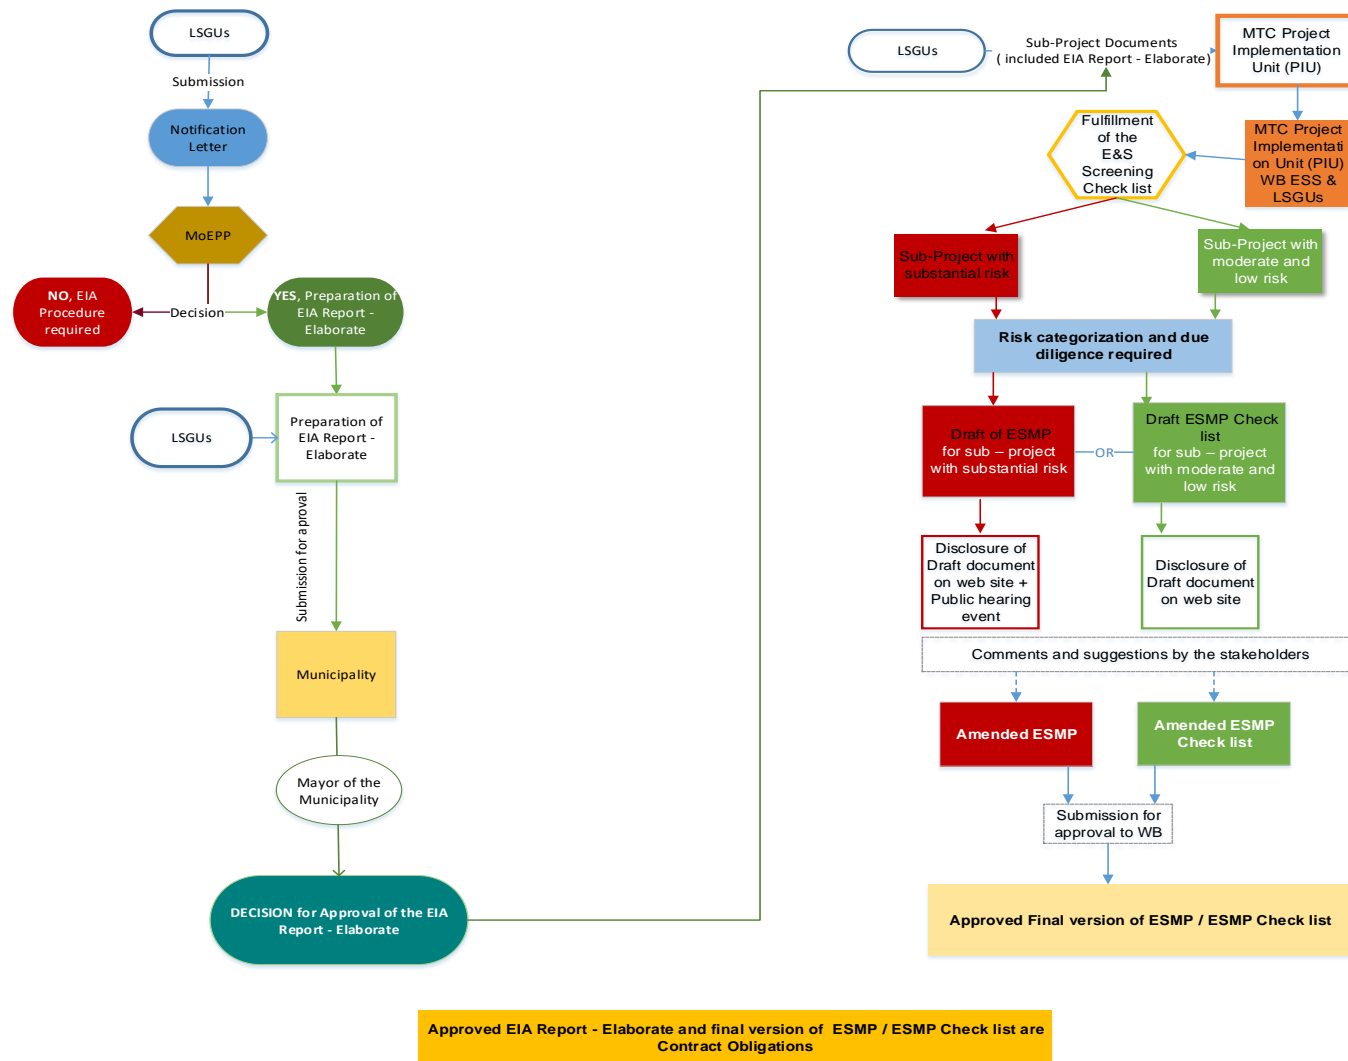 LSGUs
Submission
Notification
Letter
MoEPP
NO, EIA
Procedure
required
Decision
YES, Preparation of
EIA Report -
Elaborate
LSGUs
Preparation of
EIA Report -
Elaborate
Submission for aproval
Municipality
Mayor of the
Municipality
DECISION for Approval of the EIA
Report - Elaborate
LSGUs
Sub-Project Documents
( included EIA Report - Elaborate)
MTC Project
Implementation
Unit (PIU)
MTC Project
Implementati
on Unit (PIU)
WB ESS &
LSGUs
Fulfillment
of the
E&S
Screening
Check list
Sub-Project with
substantial risk
Sub-Project with
moderate and
low risk
Risk categorization and due
diligence required
Draft of ESMP
for sub – project
with substantial risk
OR
Draft ESMP Check
list
for sub – project
with moderate and
low risk
Disclosure of
Draft document
on web site +
Public hearing
event
Disclosure of
Draft document
on web site
Comments and suggestions by the stakeholders
Amended ESMP
Amended ESMP
Check list
Submission for
approval to WB
Approved Final version of ESMP / ESMP Check list
Approved EIA Report - Elaborate and final version of  ESMP / ESMP Check list are
Contract Obligations